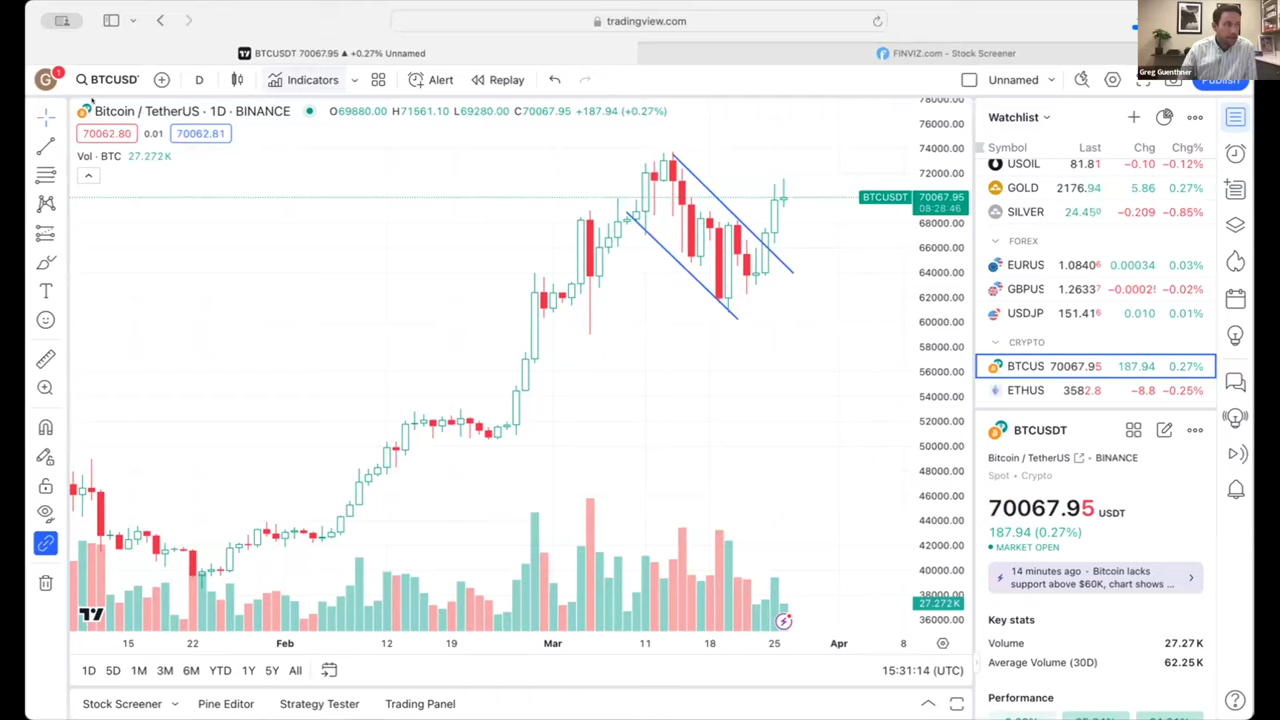 tradingview.com
BTCUSDT 70067.95 ▲ +0.27% Unnamed
FINVIZ.com - Stock Screener
Greg Guenthner
G
1
BTCUSD
D
Indicators
Alert
Replay
Unnamed
Publish
Bitcoin / TetherUS · 1D · BINANCE
O69880.00 H71561.10 L69280.00 C70067.95 +187.94 (+0.27%)
70062.80 0.01 70062.81
Vol · BTC 27.272K
78000.00
76000.00
74000.00
72000.00
BTCUSDT 70067.95
08:28:46
68000.00
66000.00
64000.00
62000.00
60000.00
58000.00
56000.00
54000.00
52000.00
50000.00
48000.00
46000.00
44000.00
42000.00
40000.00
38000.00
27.272K
36000.00
15 22 Feb 12 19 Mar 11 18 25 Apr 8
1D 5D 1M 3M 6M YTD 1Y 5Y All
15:31:14 (UTC)
Stock Screener
Pine Editor
Strategy Tester
Trading Panel
Watchlist
Symbol Last Chg Chg%
USOIL 81.81 −0.10 −0.12%
GOLD 2176.94 5.86 0.27%
SILVER 24.450 −0.209 −0.85%
FOREX
EURUS 1.08406 0.00034 0.03%
GBPUS 1.26337 −0.00025 −0.02%
USDJP 151.416 0.010 0.01%
CRYPTO
BTCUS 70067.95 187.94 0.27%
ETHUS 3582.8 −8.8 −0.25%
BTCUSDT
Bitcoin / TetherUS · BINANCE
Spot · Crypto
70067.95 USDT
187.94 (0.27%)
MARKET OPEN
14 minutes ago · Bitcoin lacks
support above $60K, chart shows ...
Key stats
Volume 27.27K
Average Volume (30D) 62.25K
Performance